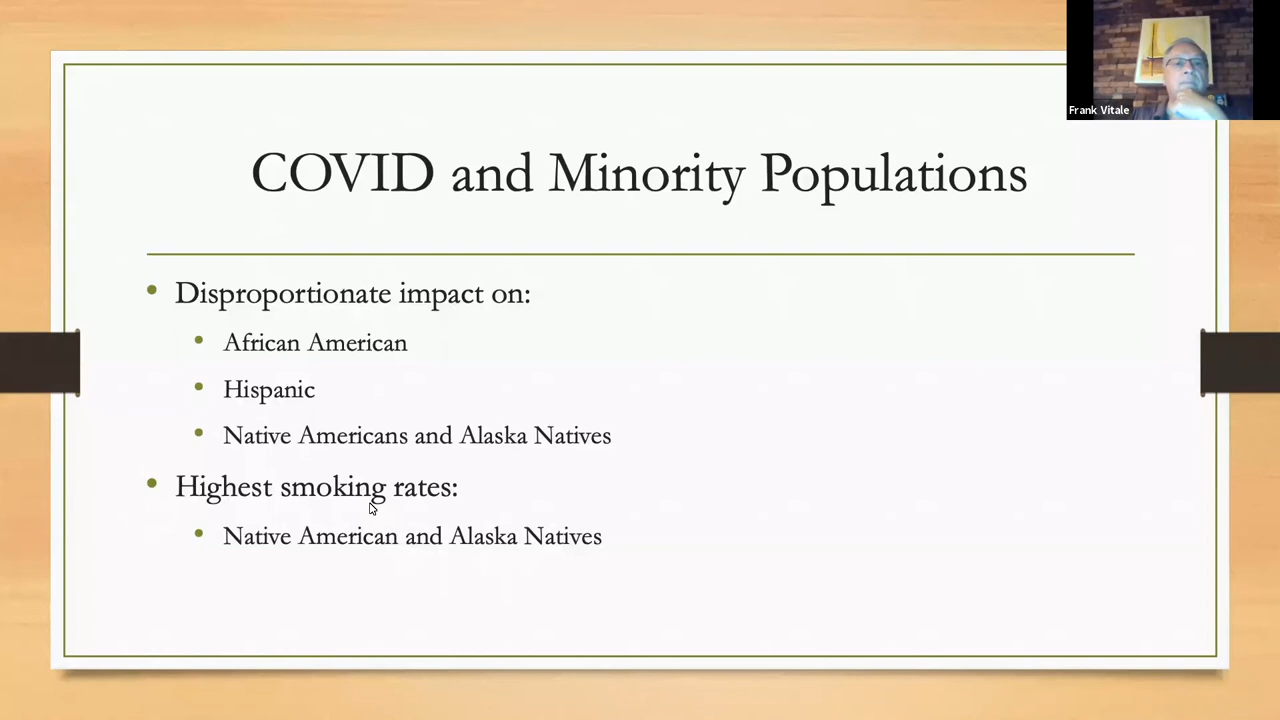 Frank Vitale
COVID and Minority Populations
• Disproportionate impact on:
• African American
• Hispanic
• Native Americans and Alaska Natives
• Highest smoking rates:
• Native American and Alaska Natives